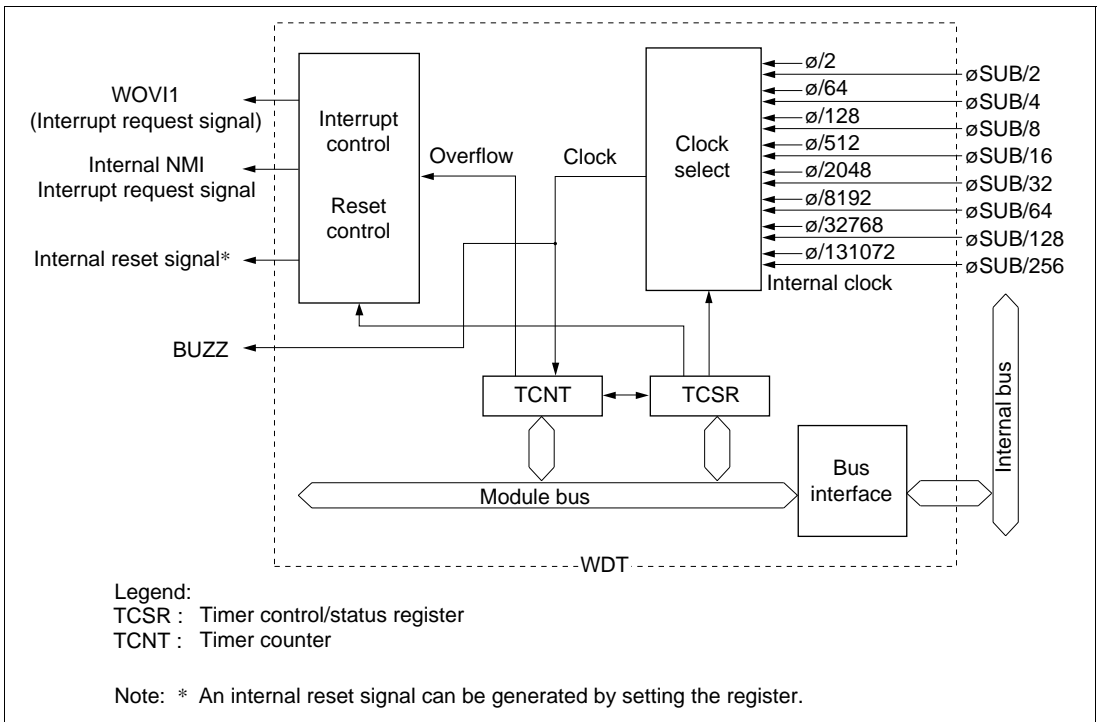 WOVI1
(Interrupt request signal)
Internal NMI
Interrupt request signal
Internal reset signal*
BUZZ
Interrupt
control
Reset
control
Overflow
Clock
Clock
select
ø/2
ø/64
ø/128
ø/512
ø/2048
ø/8192
ø/32768
ø/131072
Internal clock
øSUB/2
øSUB/4
øSUB/8
øSUB/16
øSUB/32
øSUB/64
øSUB/128
øSUB/256
TCNT
TCSR
Module bus
Bus
interface
Internal bus
WDT
Legend:
TCSR : Timer control/status register
TCNT : Timer counter
Note: * An internal reset signal can be generated by setting the register.